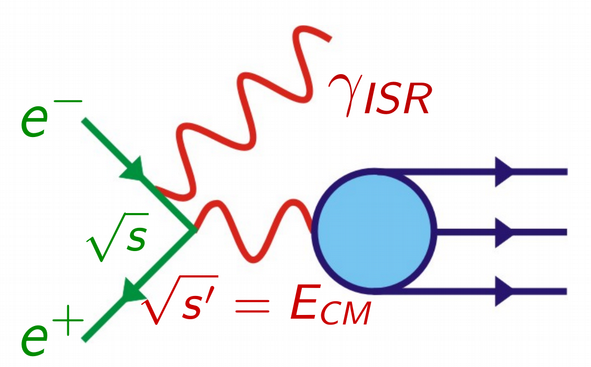 e⁻
γ_ISR
√s
√s′ = E_CM
e⁺